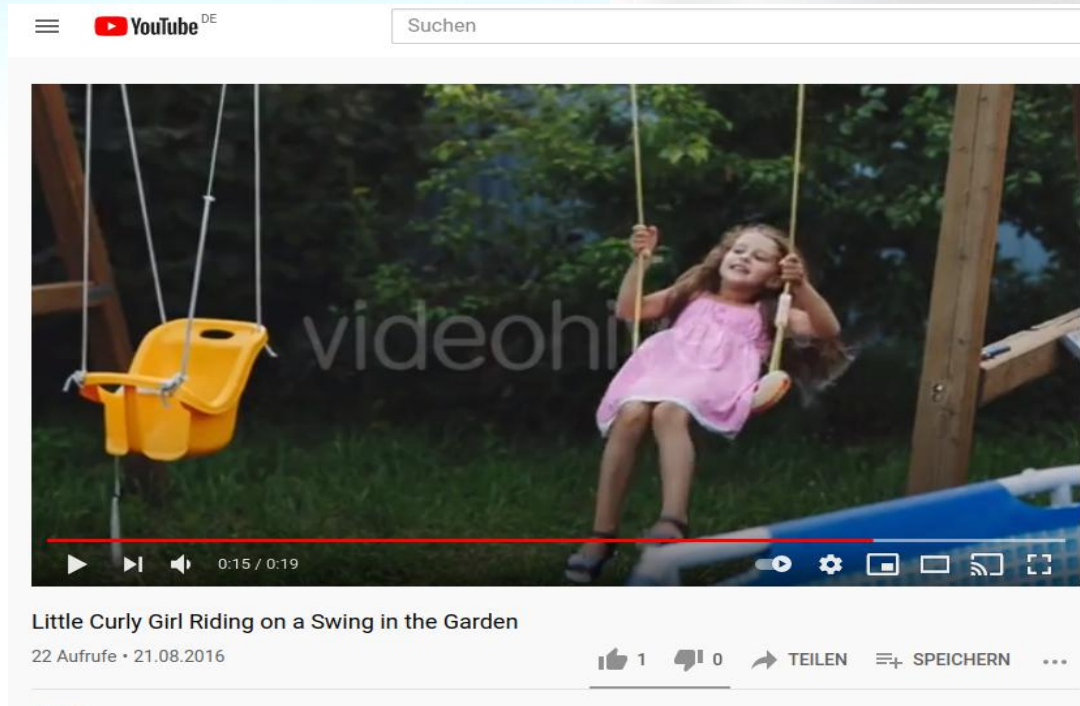 YouTube DE
Suchen
videohi
0:15 / 0:19
Little Curly Girl Riding on a Swing in the Garden
22 Aufrufe • 21.08.2016
1 0 TEILEN SPEICHERN